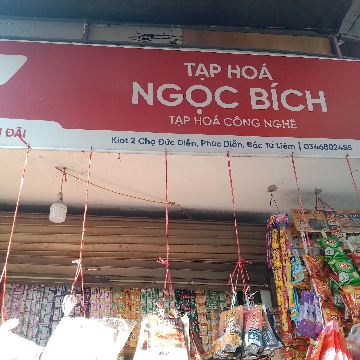 TẠP HOÁ
NGỌC BÍCH
TẠP HOÁ CÔNG NGHỆ
ĐÃI
Kiot 2 Chợ Đức Diễn, Phúc Diễn, Bắc Từ Liêm | 0346802485